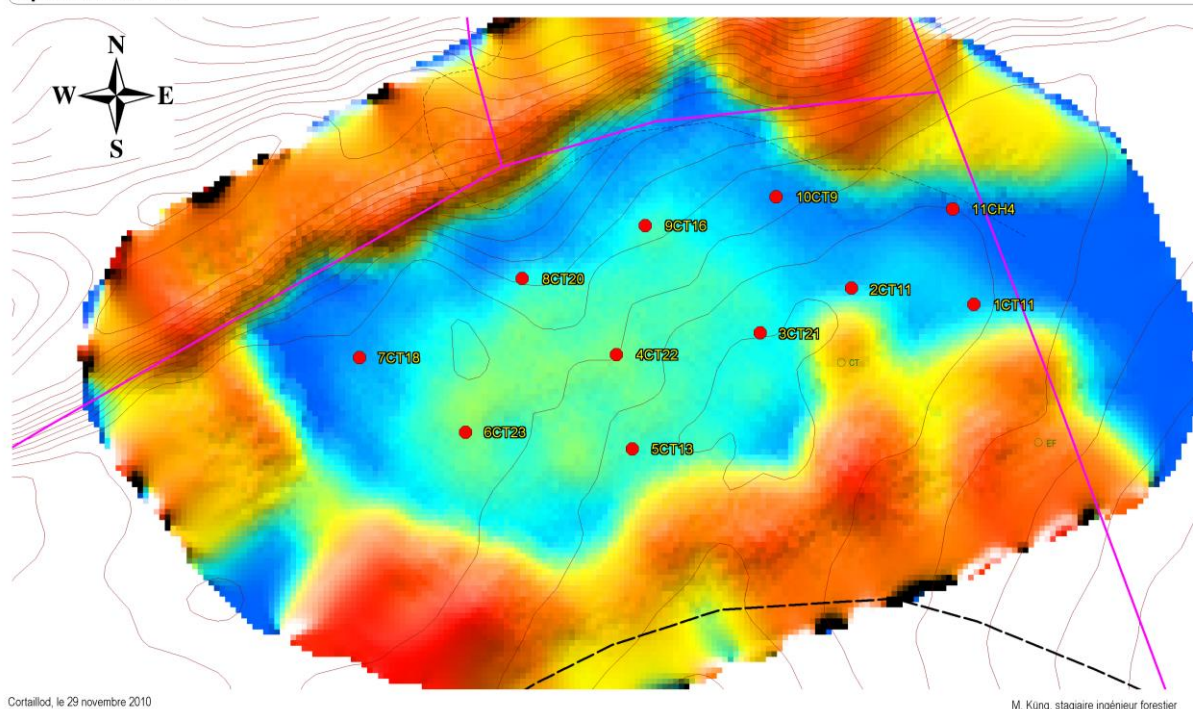 N
W E
S
10CT9
11CH4
9CT16
8CT20
2CT11
1CT11
3CT21
4CT22
7CT18
CT
6CT23
5CT13
EF
Cortaillod, le 29 novembre 2010
M. Küng, stagiaire ingénieur forestier